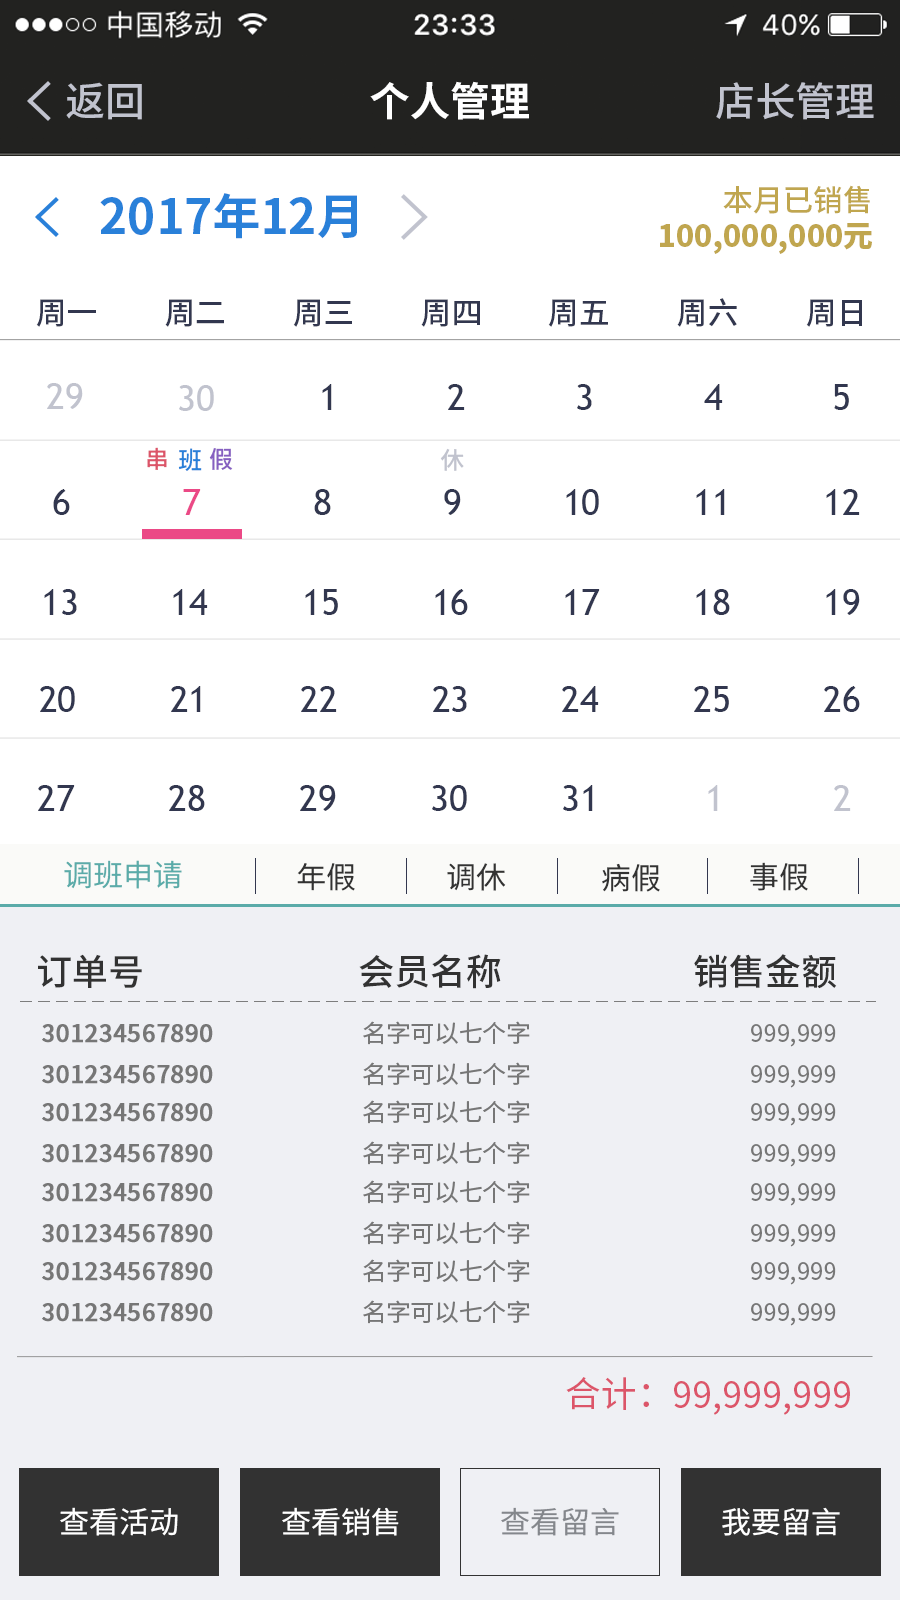 中国移动 23:33 40%
返回 个人管理 店长管理
2017年12月
本月已销售
100,000,000元
周一 周二 周三 周四 周五 周六 周日
29 30 1 2 3 4 5
串 班 假 休
6 7 8 9 10 11 12
13 14 15 16 17 18 19
20 21 22 23 24 25 26
27 28 29 30 31 1 2
调班申请 年假 调休 病假 事假
订单号 会员名称 销售金额
301234567890 名字可以七个字 999,999
301234567890 名字可以七个字 999,999
301234567890 名字可以七个字 999,999
301234567890 名字可以七个字 999,999
301234567890 名字可以七个字 999,999
301234567890 名字可以七个字 999,999
301234567890 名字可以七个字 999,999
301234567890 名字可以七个字 999,999
合计：99,999,999
查看活动 查看销售 查看留言 我要留言